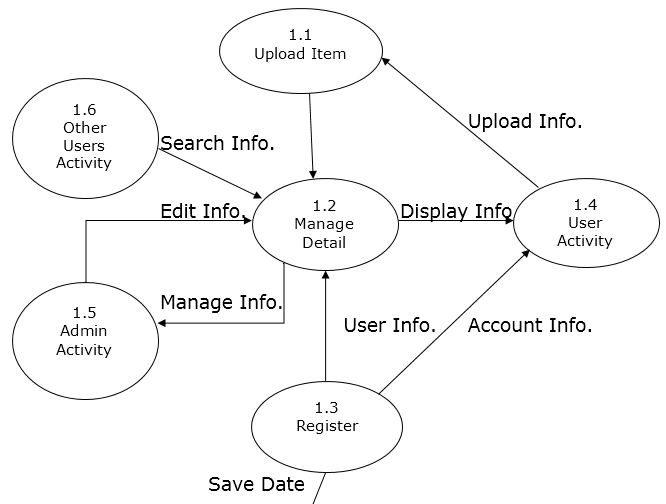 1.1
Upload Item
1.6
Other
Users
Activity
Search Info.
Upload Info.
1.2
Manage
Detail
Edit Info.
Display Info
1.4
User
Activity
1.5
Admin
Activity
Manage Info.
User Info.
Account Info.
1.3
Register
Save Date